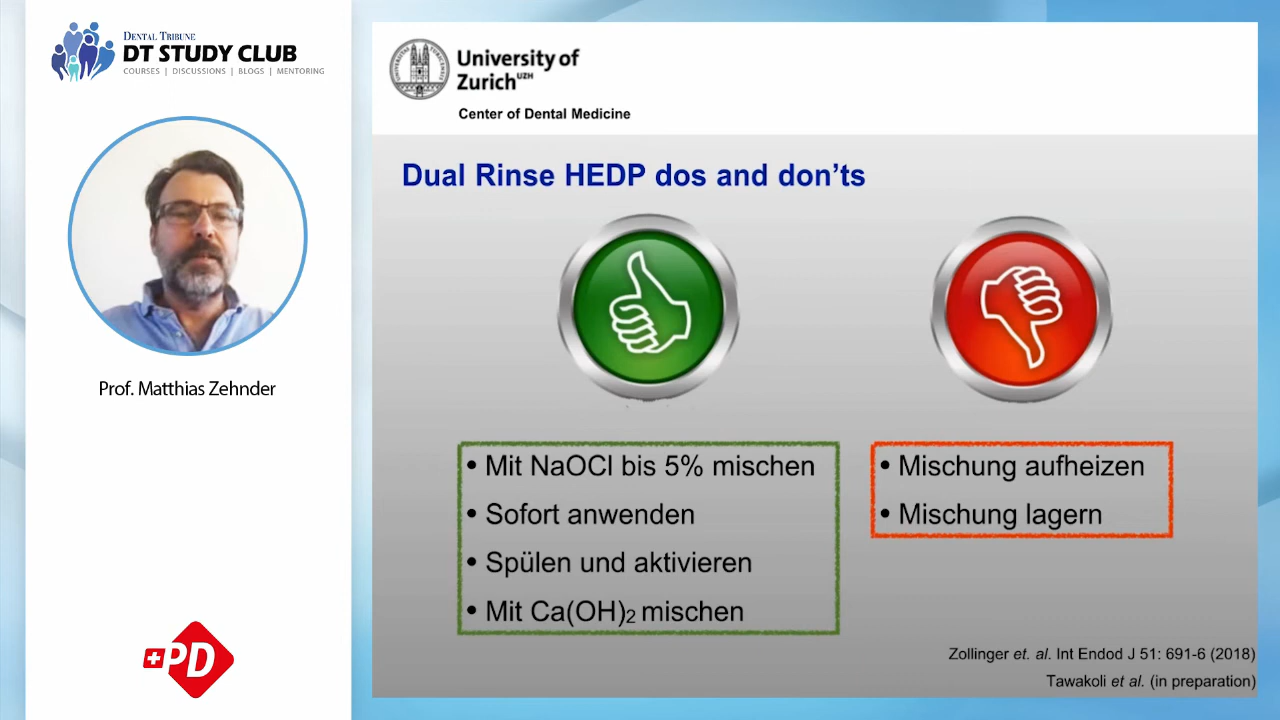 DENTAL TRIBUNE
DT STUDY CLUB
COURSES | DISCUSSIONS | BLOGS | MENTORING
Prof. Matthias Zehnder
PD
University of
Zurich UZH
Center of Dental Medicine
Dual Rinse HEDP dos and don'ts
• Mit NaOCl bis 5% mischen
• Sofort anwenden
• Spülen und aktivieren
• Mit Ca(OH)₂ mischen
• Mischung aufheizen
• Mischung lagern
Zollinger et. al. Int Endod J 51: 691-6 (2018)
Tawakoli et al. (in preparation)